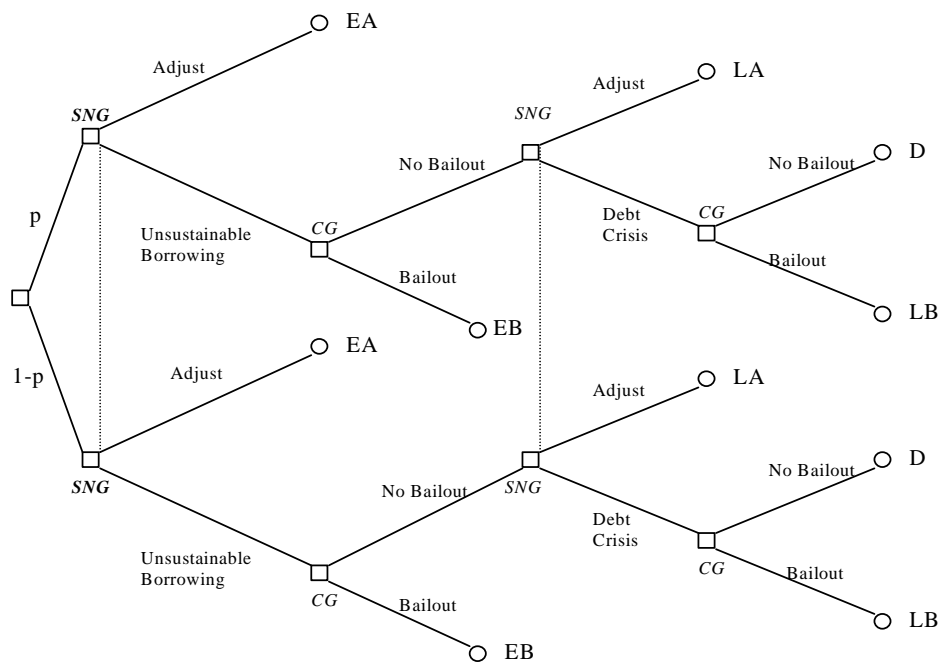 EA
Adjust
LA
Adjust
SNG
SNG
D
No Bailout
No Bailout
p
Debt
Crisis
CG
Unsustainable
Borrowing
CG
Bailout
Bailout
LB
EB
EA
1-p
Adjust
LA
Adjust
D
No Bailout
SNG
No Bailout
SNG
Debt
Crisis
Unsustainable
Borrowing
CG
Bailout
CG
Bailout
LB
EB